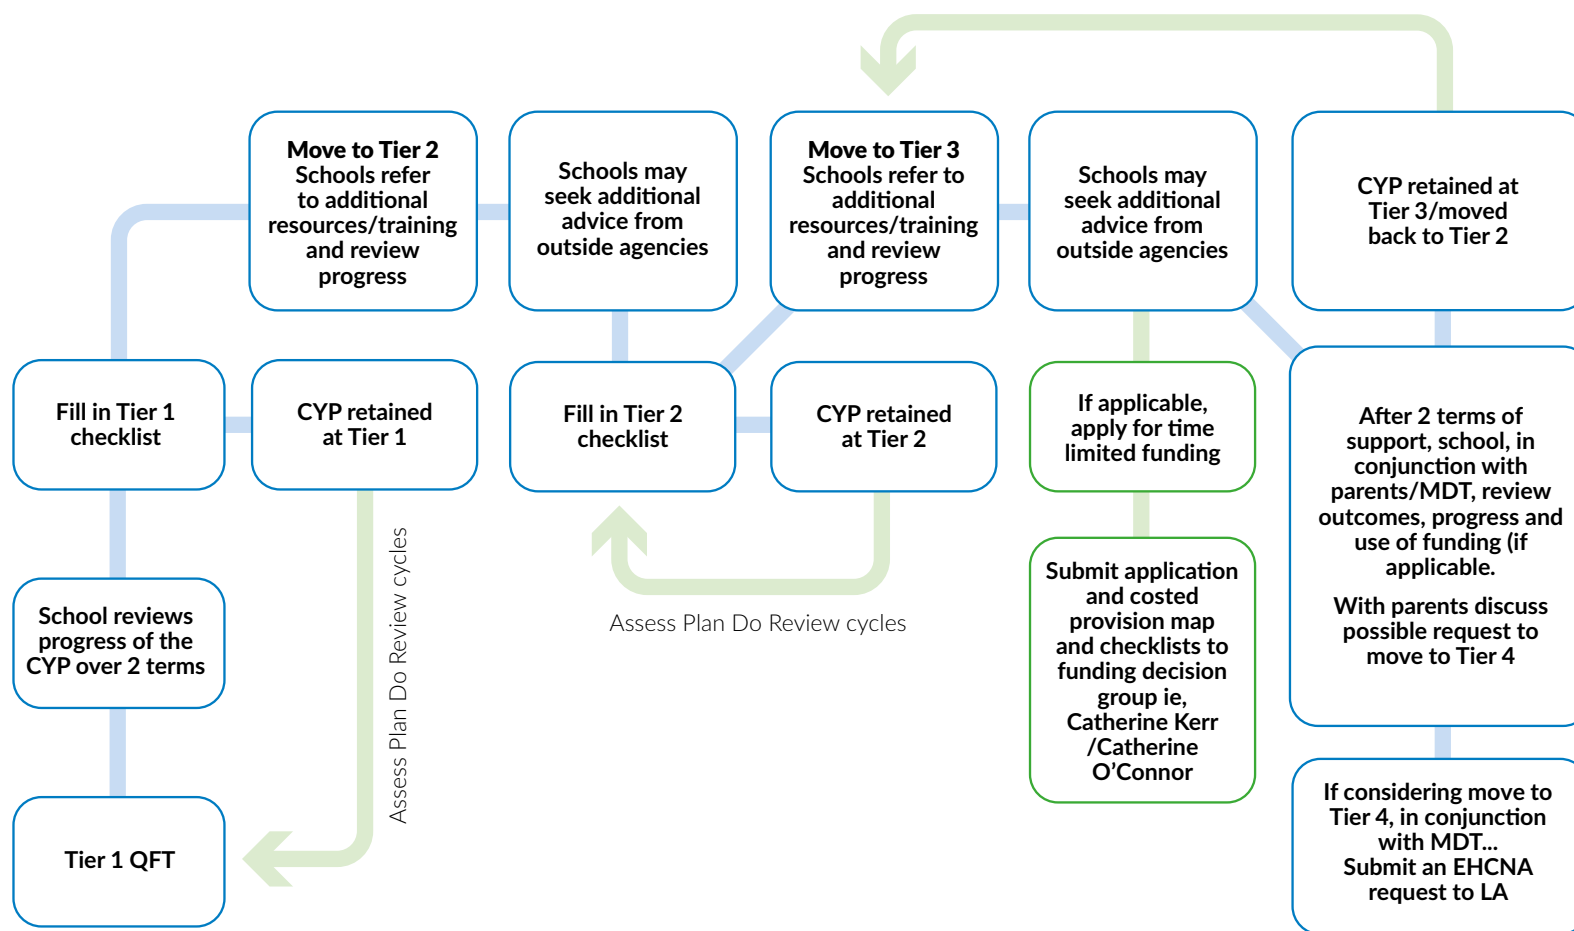 Move to Tier 2
Schools refer
to additional
resources/training
and review
progress
Schools may
seek additional
advice from
outside agencies
Move to Tier 3
Schools refer to
additional
resources/training
and review
progress
Schools may
seek additional
advice from
outside agencies
CYP retained at
Tier 3/moved
back to Tier 2
Fill in Tier 1
checklist
CYP retained
at Tier 1
Fill in Tier 2
checklist
CYP retained
at Tier 2
If applicable,
apply for time
limited funding
After 2 terms of
support, school, in
conjunction with
parents/MDT, review
outcomes, progress and
use of funding (if
applicable.
With parents discuss
possible request to
move to Tier 4
Assess Plan Do Review cycles
Assess Plan Do Review cycles
School reviews
progress of the
CYP over 2 terms
Submit application
and costed
provision map
and checklists to
funding decision
group ie,
Catherine Kerr
/Catherine
O’Connor
Tier 1 QFT
If considering move to
Tier 4, in conjunction
with MDT...
Submit an EHCNA
request to LA